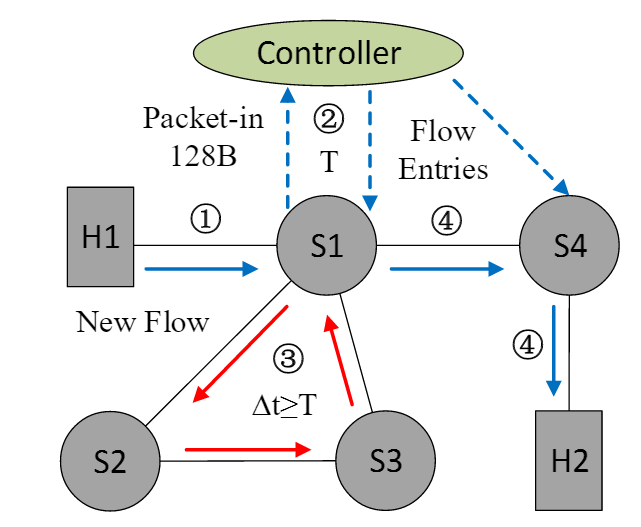 Controller
Packet-in
128B
②
T
Flow
Entries
①
④
H1
S1
S4
New Flow
③
Δt≥T
④
S2
S3
H2